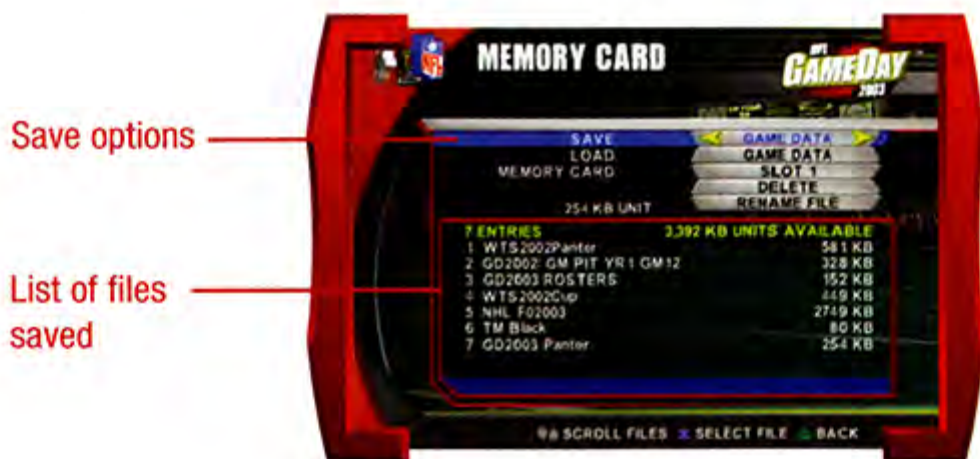 MEMORY CARD
NFL
NFL
GAMEDAY
2003
Save options
SAVE GAME DATA
LOAD GAME DATA
MEMORY CARD SLOT 1
DELETE
254 KB UNIT RENAME FILE
List of files
saved
7 ENTRIES 3,392 KB UNITS AVAILABLE
1 WTS2002Panter 581 KB
2 GD2002 GM PIT YR1 GM12 328 KB
3 GD2003 ROSTERS 152 KB
4 WTS2002Cup 449 KB
5 NHL F02003 2749 KB
6 TM Black 80 KB
7 GD2003 Panter 254 KB
SCROLL FILES X SELECT FILE △ BACK